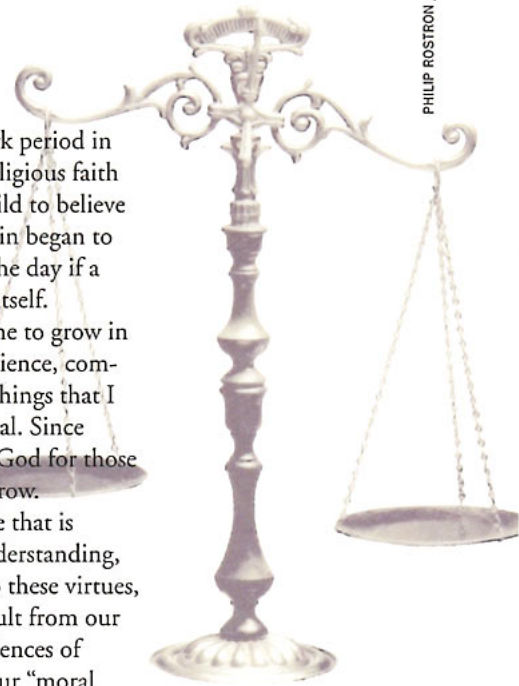 PHILIP ROSTRON
k period in
ligious faith
ild to believe
in began to
he day if a
tself.
ne to grow in
ience, com-
hings that I
al. Since
God for those
row.
e that is
derstanding,
o these virtues,
ult from our
ences of
ur “moral